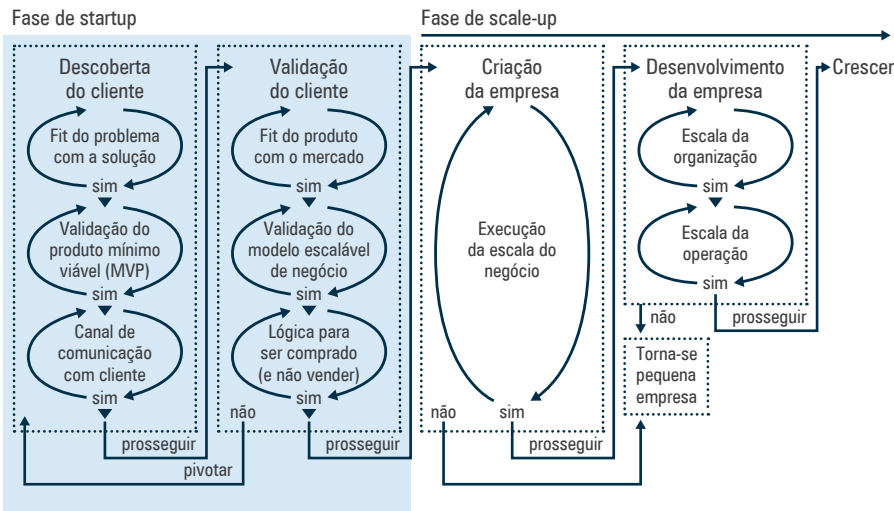 Fase de startup
Fase de scale-up
Descoberta
do cliente
Fit do problema
com a solução
sim
Validação do
produto mínimo
viável (MVP)
sim
Canal de
comunicação
com cliente
sim
prosseguir
Validação
do cliente
Fit do produto
com o mercado
sim
Validação do
modelo escalável
de negócio
sim
Lógica para
ser comprado
(e não vender)
sim
não
pivotar
prosseguir
Criação
da empresa
Execução
da escala do
negócio
não
sim
prosseguir
Desenvolvimento
da empresa
Escala da
organização
sim
Escala da
operação
sim
não
prosseguir
Torna-se
pequena
empresa
Crescer